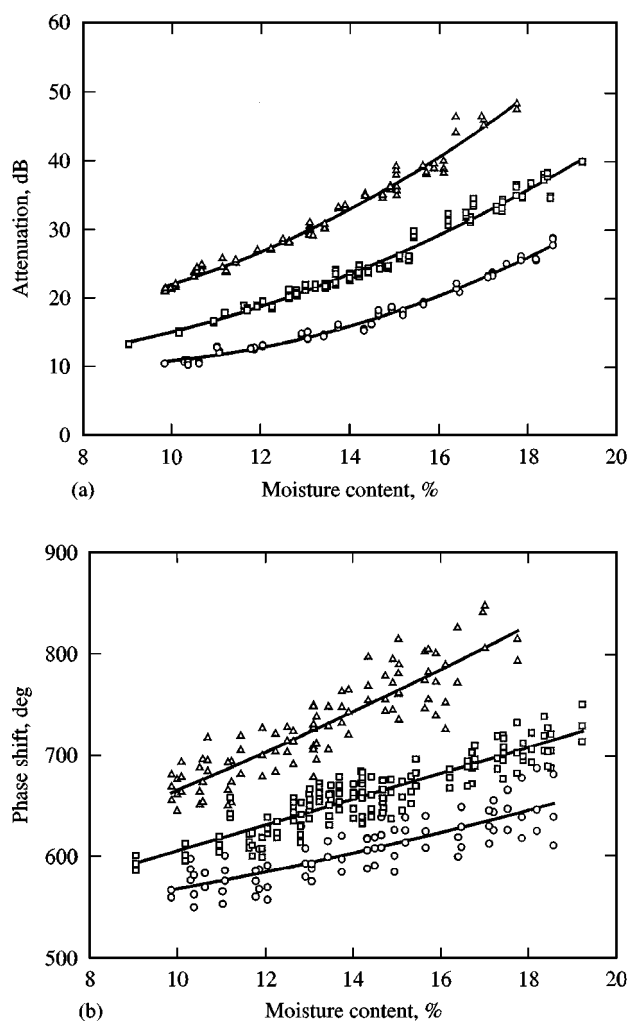 60
50
40
30
20
10
0
Attenuation, dB
8 10 12 14 16 18 20
(a) Moisture content, %
900
800
700
600
500
Phase shift, deg
8 10 12 14 16 18 20
(b) Moisture content, %